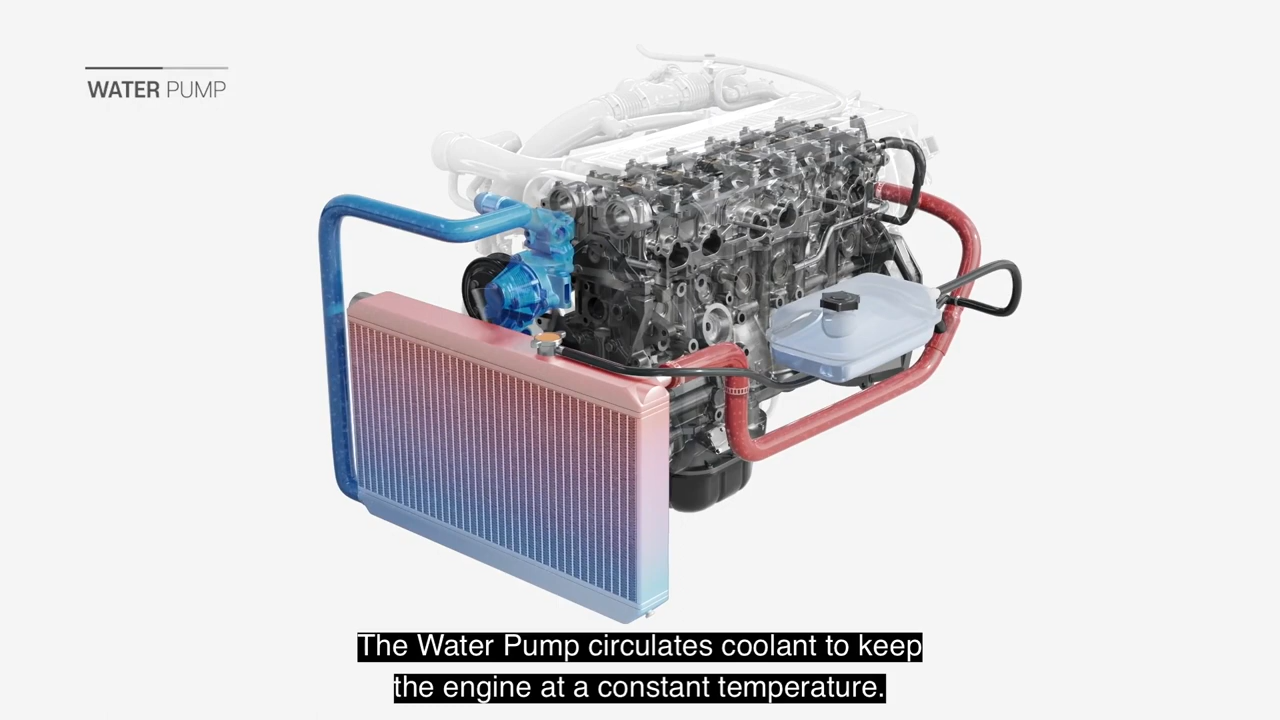 WATER PUMP
The Water Pump circulates coolant to keep
the engine at a constant temperature.